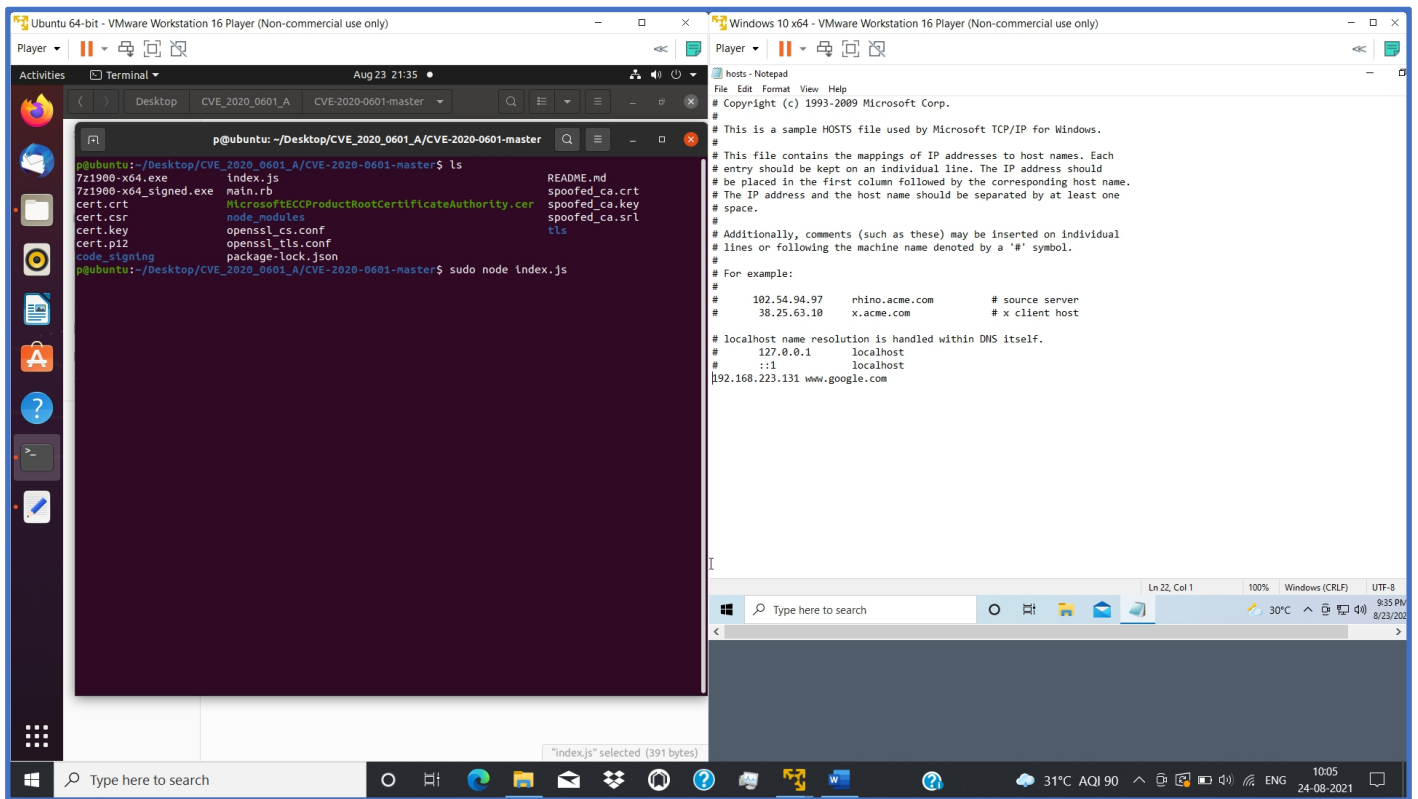 Ubuntu 64-bit - VMware Workstation 16 Player (Non-commercial use only)
Player
Activities
Terminal
Aug 23 21:35
Desktop
CVE_2020_0601_A
CVE-2020-0601-master
p@ubuntu: ~/Desktop/CVE_2020_0601_A/CVE-2020-0601-master
p@ubuntu:~/Desktop/CVE_2020_0601_A/CVE-2020-0601-master$ ls
7z1900-x64.exe index.js README.md
7z1900-x64_signed.exe main.rb spoofed_ca.crt
cert.crt MicrosoftECCProductRootCertificateAuthority.cer spoofed_ca.key
cert.csr node_modules spoofed_ca.srl
cert.key openssl_cs.conf tls
cert.p12 openssl_tls.conf
code_signing package-lock.json
p@ubuntu:~/Desktop/CVE_2020_0601_A/CVE-2020-0601-master$ sudo node index.js
"index.js" selected (391 bytes)
Windows 10 x64 - VMware Workstation 16 Player (Non-commercial use only)
Player
hosts - Notepad
File Edit Format View Help
# Copyright (c) 1993-2009 Microsoft Corp.
#
# This is a sample HOSTS file used by Microsoft TCP/IP for Windows.
#
# This file contains the mappings of IP addresses to host names. Each
# entry should be kept on an individual line. The IP address should
# be placed in the first column followed by the corresponding host name.
# The IP address and the host name should be separated by at least one
# space.
#
# Additionally, comments (such as these) may be inserted on individual
# lines or following the machine name denoted by a '#' symbol.
#
# For example:
#
# 102.54.94.97 rhino.acme.com # source server
# 38.25.63.10 x.acme.com # x client host
# localhost name resolution is handled within DNS itself.
# 127.0.0.1 localhost
# ::1 localhost
192.168.223.131 www.google.com
Ln 22, Col 1 100% Windows (CRLF) UTF-8
Type here to search
30°C
9:35 PM
8/23/202
Type here to search
31°C AQI 90
ENG
10:05
24-08-2021